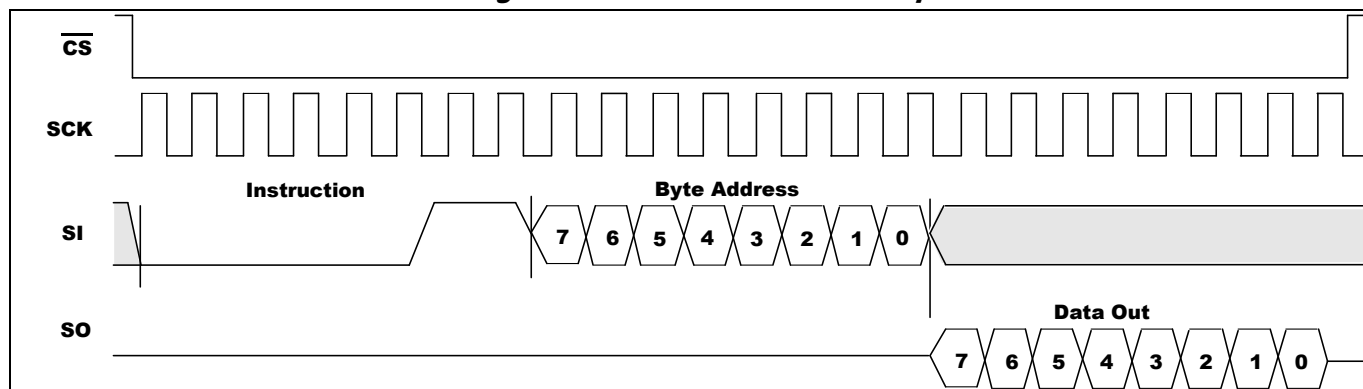 CS
SCK
Instruction
Byte Address
SI
7 6 5 4 3 2 1 0
Data Out
SO
7 6 5 4 3 2 1 0